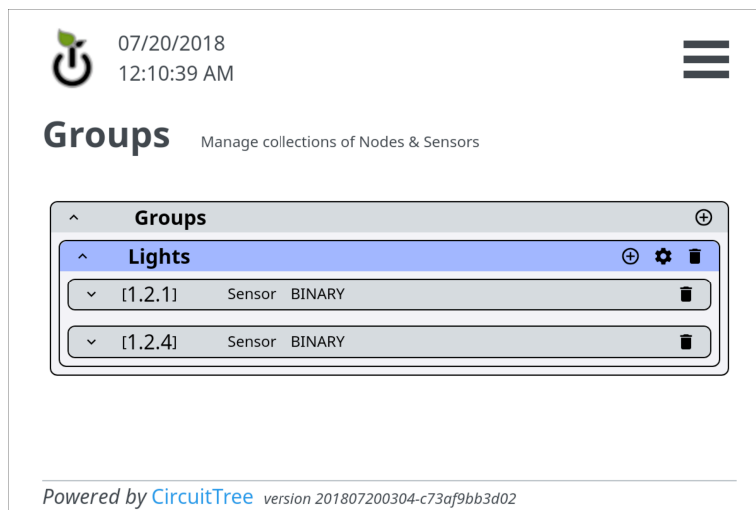 07/20/2018
12:10:39 AM
Groups Manage collections of Nodes & Sensors
Groups
Lights
[1.2.1] Sensor BINARY
[1.2.4] Sensor BINARY
Powered by CircuitTree version 201807200304-c73af9bb3d02